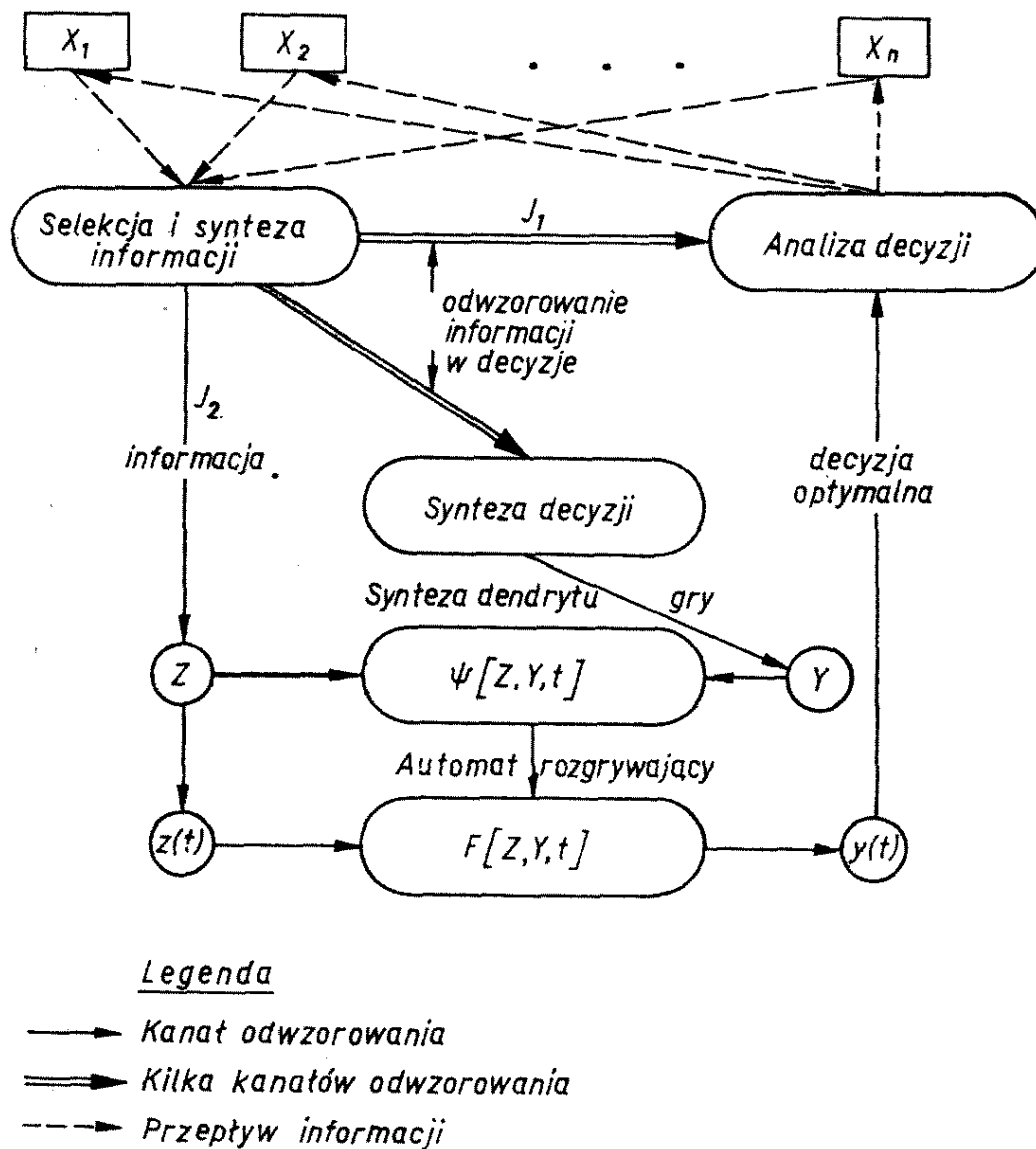 X₁ X₂ . . . Xₙ
Selekcja i synteza
informacji
J₁
Analiza decyzji
odwzorowanie
informacji
w decyzje
J₂
informacja
decyzja
optymalna
Synteza decyzji
Synteza dendrytu gry
Z
ψ[Z,Y,t]
Y
Automat rozgrywający
z(t)
F[Z,Y,t]
y(t)
Legenda
Kanał odwzorowania
Kilka kanałów odwzorowania
Przepływ informacji